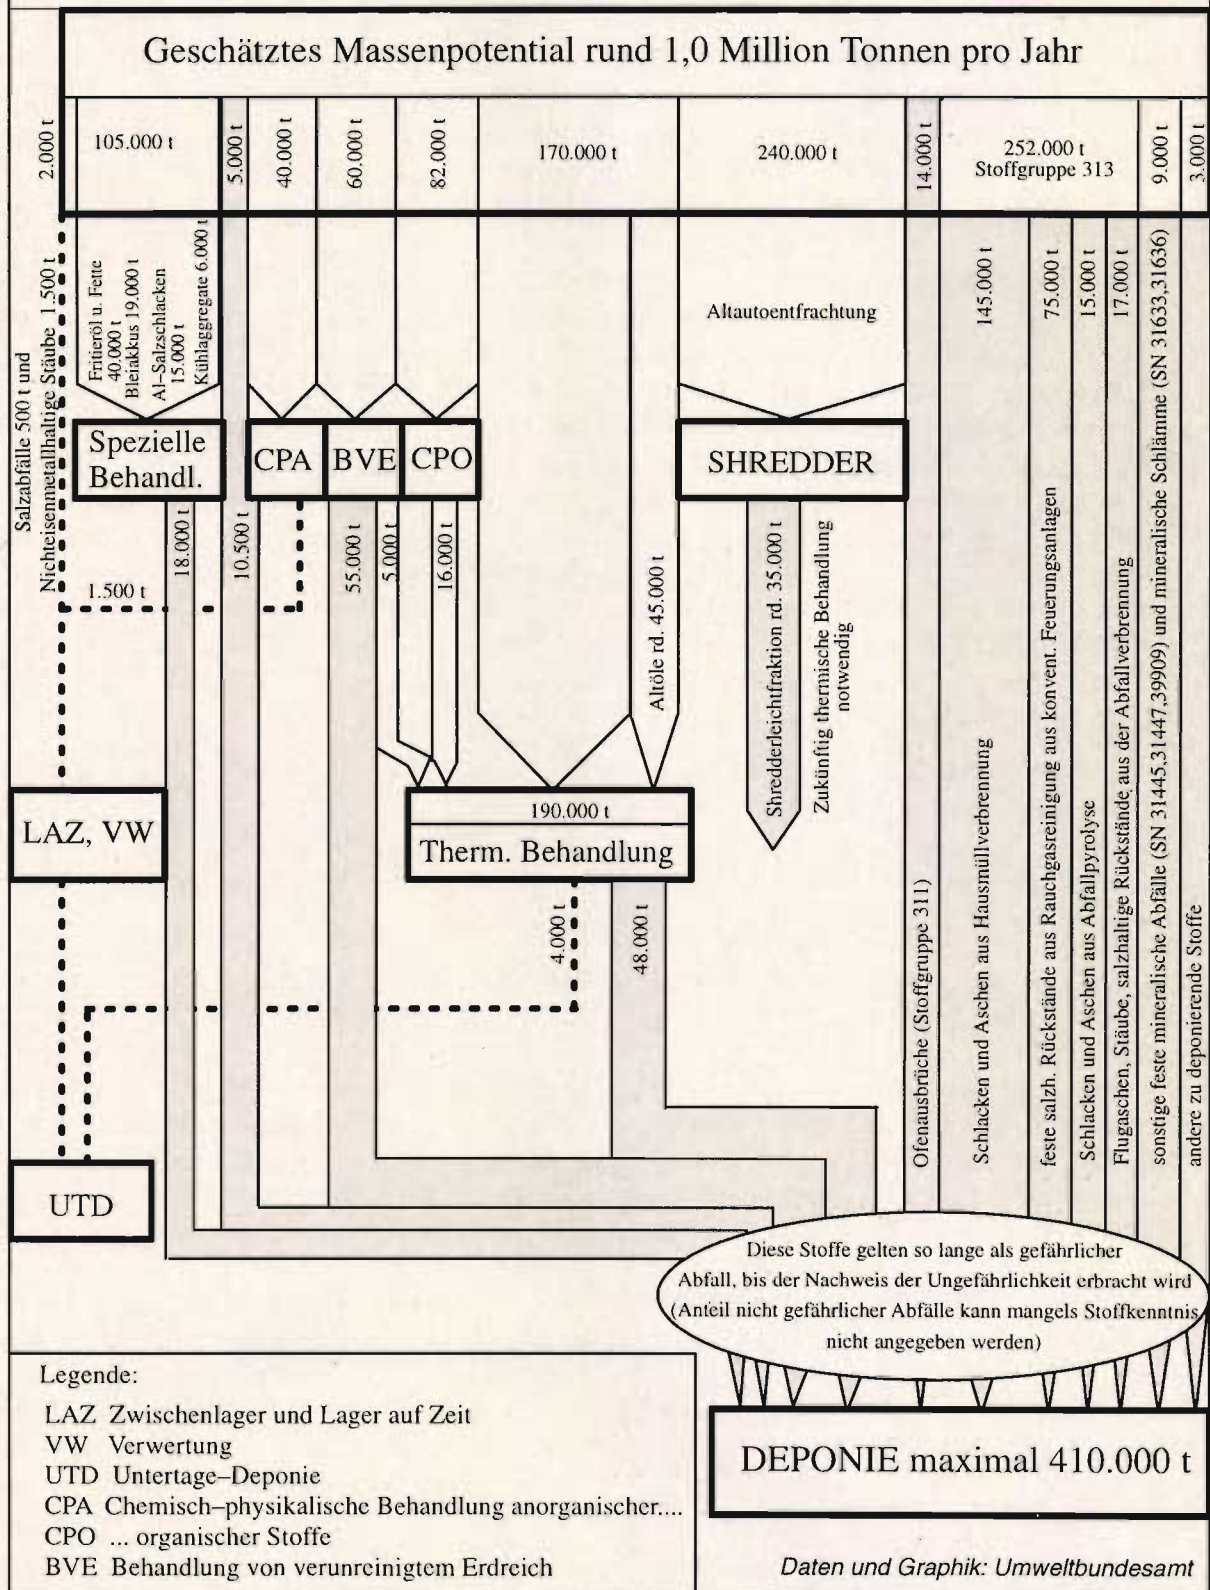 Geschätztes Massenpotential rund 1,0 Million Tonnen pro Jahr
2.000 t
105.000 t
5.000 t
40.000 t
60.000 t
82.000 t
170.000 t
240.000 t
14.000 t
252.000 t
Stoffgruppe 313
9.000 t
3.000 t
Salzabfälle 500 t und
Nichteisenmetallhaltige Stäube 1.500 t
Fritieröl u. Fette
40.000 t
Bleiakkus 19.000 t
Al-Salzschlacken
15.000 t
Kühlaggregate 6.000 t
Altautoentfrachtung
145.000 t
75.000 t
15.000 t
17.000 t
Spezielle
Behandl.
CPA
BVE
CPO
SHREDDER
1.500 t
18.000 t
10.500 t
55.000 t
5.000 t
16.000 t
Altöle rd. 45.000 t
Shredderleichtfraktion rd. 35.000 t
Zukünftig thermische Behandlung
notwendig
LAZ, VW
190.000 t
Therm. Behandlung
4.000 t
48.000 t
Ofenausbrüche (Stoffgruppe 311)
Schlacken und Aschen aus Hausmüllverbrennung
feste salzh. Rückstände aus Rauchgasreinigung aus konvent. Feuerungsanlagen
Schlacken und Aschen aus Abfallpyrolyse
Flugaschen, Stäube, salzhaltige Rückstände aus der Abfallverbrennung
sonstige feste mineralische Abfälle (SN 31445,31447,39909) und mineralische Schlämme (SN 31633,31636)
andere zu deponierende Stoffe
UTD
Diese Stoffe gelten so lange als gefährlicher
Abfall, bis der Nachweis der Ungefährlichkeit erbracht wird
(Anteil nicht gefährlicher Abfälle kann mangels Stoffkenntnis
nicht angegeben werden)
DEPONIE maximal 410.000 t
Legende:
LAZ Zwischenlager und Lager auf Zeit
VW Verwertung
UTD Untertage-Deponie
CPA Chemisch-physikalische Behandlung anorganischer....
CPO ... organischer Stoffe
BVE Behandlung von verunreinigtem Erdreich
Daten und Graphik: Umweltbundesamt